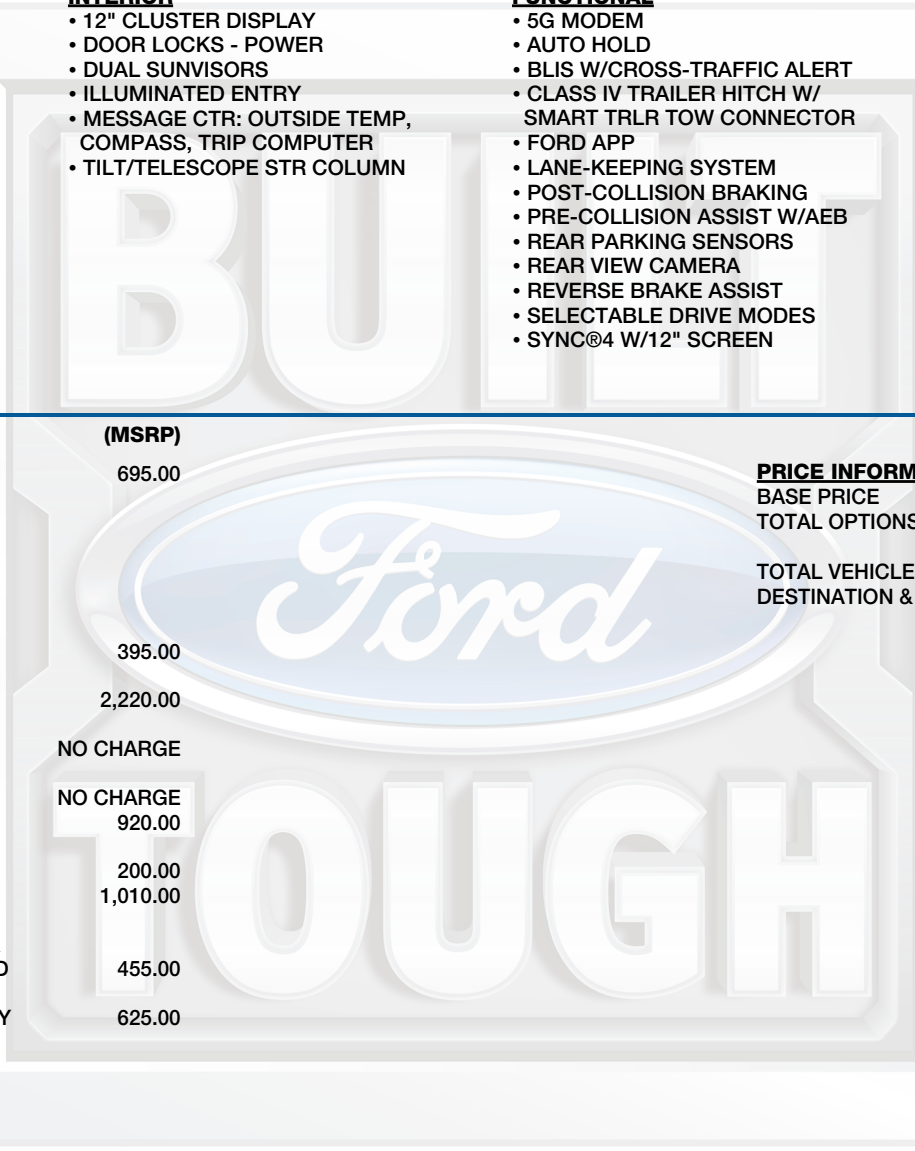 INTERIOR
• 12" CLUSTER DISPLAY
• DOOR LOCKS - POWER
• DUAL SUNVISORS
• ILLUMINATED ENTRY
• MESSAGE CTR: OUTSIDE TEMP,
COMPASS, TRIP COMPUTER
• TILT/TELESCOPE STR COLUMN
FUNCTIONAL
• 5G MODEM
• AUTO HOLD
• BLIS W/CROSS-TRAFFIC ALERT
• CLASS IV TRAILER HITCH W/
SMART TRLR TOW CONNECTOR
• FORD APP
• LANE-KEEPING SYSTEM
• POST-COLLISION BRAKING
• PRE-COLLISION ASSIST W/AEB
• REAR PARKING SENSORS
• REAR VIEW CAMERA
• REVERSE BRAKE ASSIST
• SELECTABLE DRIVE MODES
• SYNC®4 W/12" SCREEN
BUILT
Ford
TOUGH
(MSRP)
695.00
395.00
2,220.00
NO CHARGE
NO CHARGE
920.00
200.00
1,010.00
D 455.00
Y 625.00
PRICE INFORM
BASE PRICE
TOTAL OPTIONS
TOTAL VEHICLE
DESTINATION &